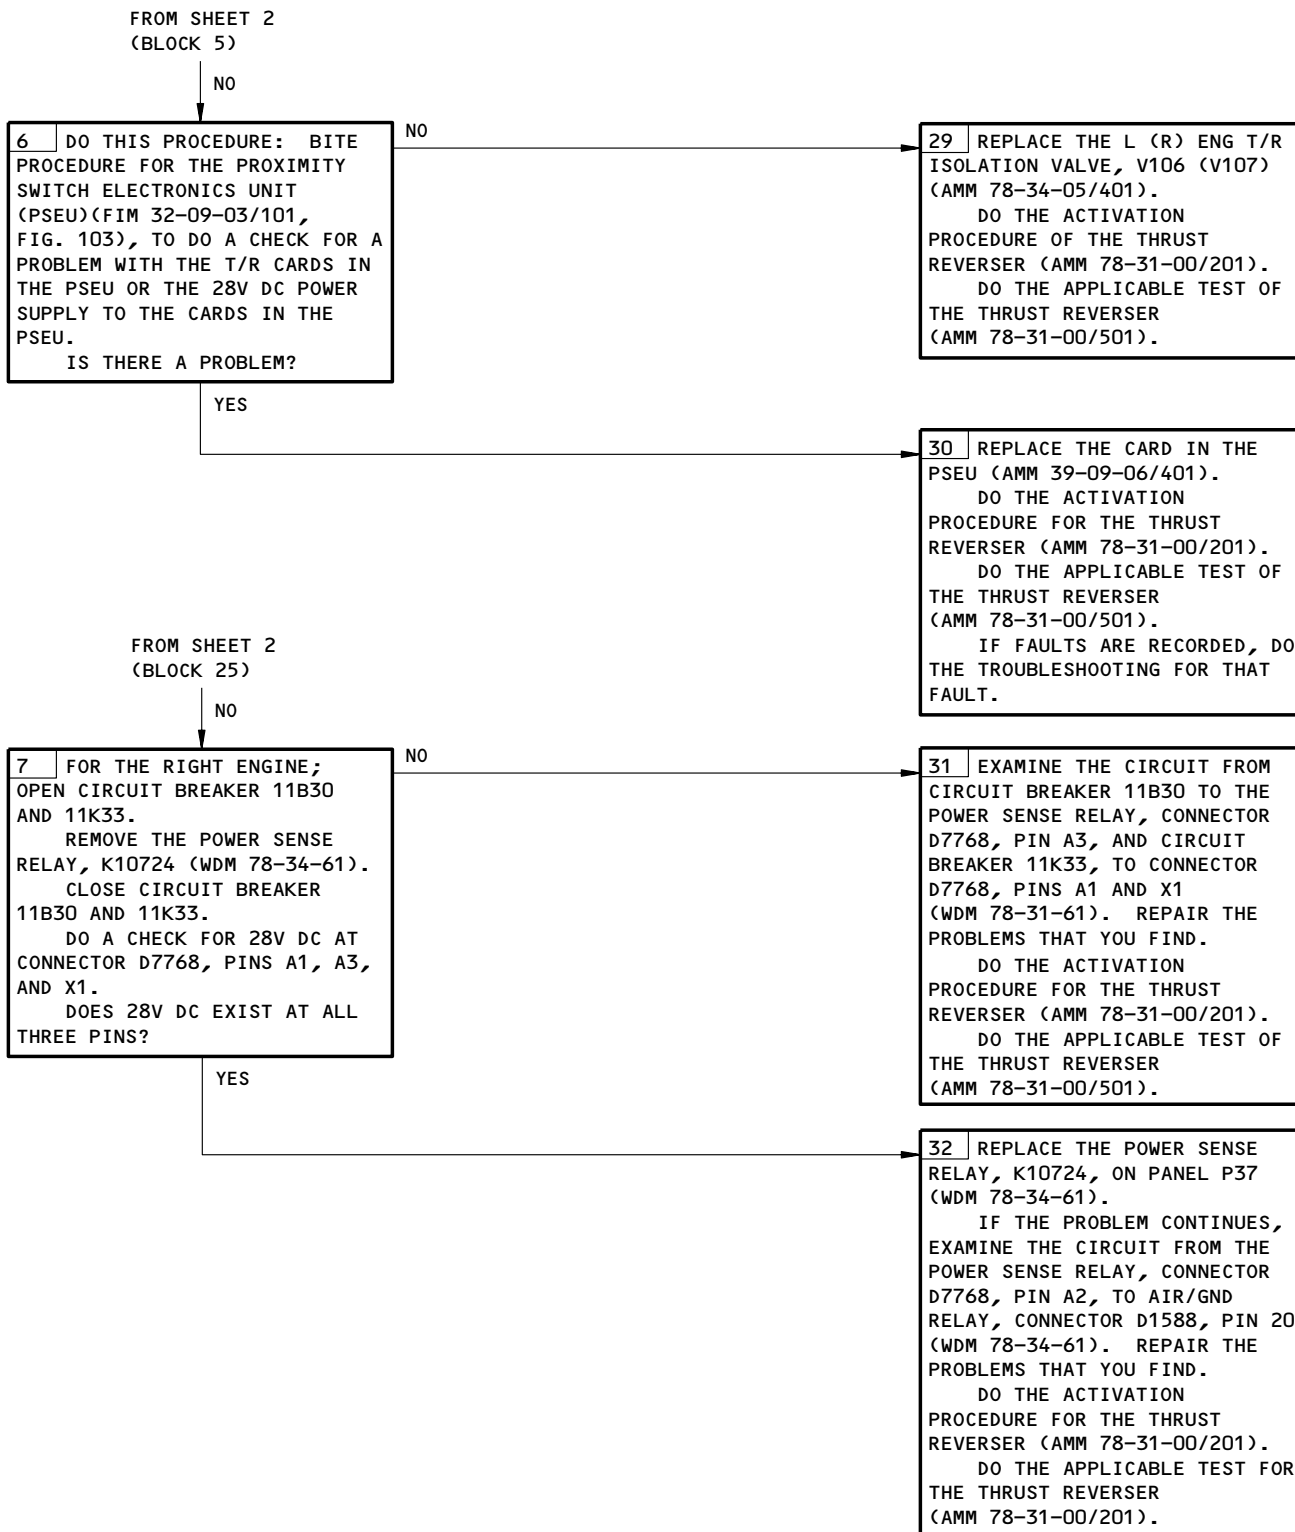 FROM SHEET 2
(BLOCK 5)
NO
6 DO THIS PROCEDURE: BITE
PROCEDURE FOR THE PROXIMITY
SWITCH ELECTRONICS UNIT
(PSEU)(FIM 32-09-03/101,
FIG. 103), TO DO A CHECK FOR A
PROBLEM WITH THE T/R CARDS IN
THE PSEU OR THE 28V DC POWER
SUPPLY TO THE CARDS IN THE
PSEU.
IS THERE A PROBLEM?
NO
YES
29 REPLACE THE L (R) ENG T/R
ISOLATION VALVE, V106 (V107)
(AMM 78-34-05/401).
DO THE ACTIVATION
PROCEDURE OF THE THRUST
REVERSER (AMM 78-31-00/201).
DO THE APPLICABLE TEST OF
THE THRUST REVERSER
(AMM 78-31-00/501).
30 REPLACE THE CARD IN THE
PSEU (AMM 39-09-06/401).
DO THE ACTIVATION
PROCEDURE FOR THE THRUST
REVERSER (AMM 78-31-00/201).
DO THE APPLICABLE TEST OF
THE THRUST REVERSER
(AMM 78-31-00/501).
IF FAULTS ARE RECORDED, DO
THE TROUBLESHOOTING FOR THAT
FAULT.
FROM SHEET 2
(BLOCK 25)
NO
7 FOR THE RIGHT ENGINE;
OPEN CIRCUIT BREAKER 11B30
AND 11K33.
REMOVE THE POWER SENSE
RELAY, K10724 (WDM 78-34-61).
CLOSE CIRCUIT BREAKER
11B30 AND 11K33.
DO A CHECK FOR 28V DC AT
CONNECTOR D7768, PINS A1, A3,
AND X1.
DOES 28V DC EXIST AT ALL
THREE PINS?
NO
YES
31 EXAMINE THE CIRCUIT FROM
CIRCUIT BREAKER 11B30 TO THE
POWER SENSE RELAY, CONNECTOR
D7768, PIN A3, AND CIRCUIT
BREAKER 11K33, TO CONNECTOR
D7768, PINS A1 AND X1
(WDM 78-31-61). REPAIR THE
PROBLEMS THAT YOU FIND.
DO THE ACTIVATION
PROCEDURE FOR THE THRUST
REVERSER (AMM 78-31-00/201).
DO THE APPLICABLE TEST OF
THE THRUST REVERSER
(AMM 78-31-00/501).
32 REPLACE THE POWER SENSE
RELAY, K10724, ON PANEL P37
(WDM 78-34-61).
IF THE PROBLEM CONTINUES,
EXAMINE THE CIRCUIT FROM THE
POWER SENSE RELAY, CONNECTOR
D7768, PIN A2, TO AIR/GND
RELAY, CONNECTOR D1588, PIN 20
(WDM 78-34-61). REPAIR THE
PROBLEMS THAT YOU FIND.
DO THE ACTIVATION
PROCEDURE FOR THE THRUST
REVERSER (AMM 78-31-00/201).
DO THE APPLICABLE TEST FOR
THE THRUST REVERSER
(AMM 78-31-00/201).